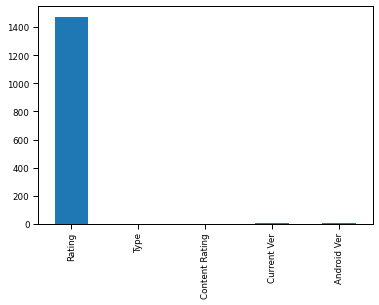 1400
1200
1000
800
600
400
200
0
Rating
Type
Content Rating
Current Ver
Android Ver